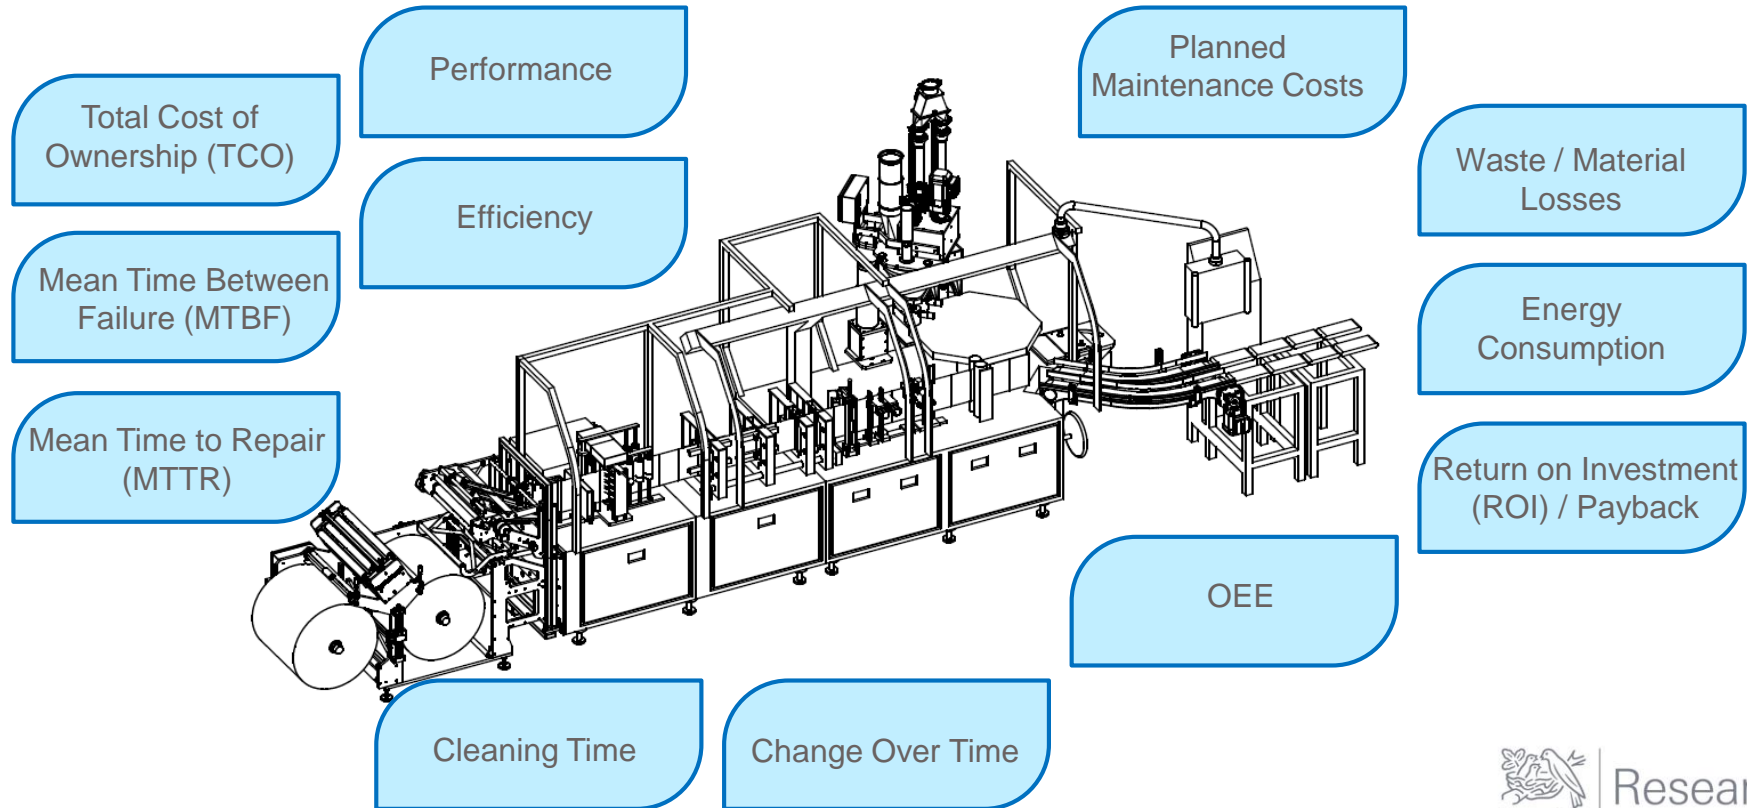 Performance
Planned
Maintenance Costs
Total Cost of
Ownership (TCO)
Waste / Material
Losses
Efficiency
Mean Time Between
Failure (MTBF)
Energy
Consumption
Mean Time to Repair
(MTTR)
Return on Investment
(ROI) / Payback
OEE
Cleaning Time
Change Over Time